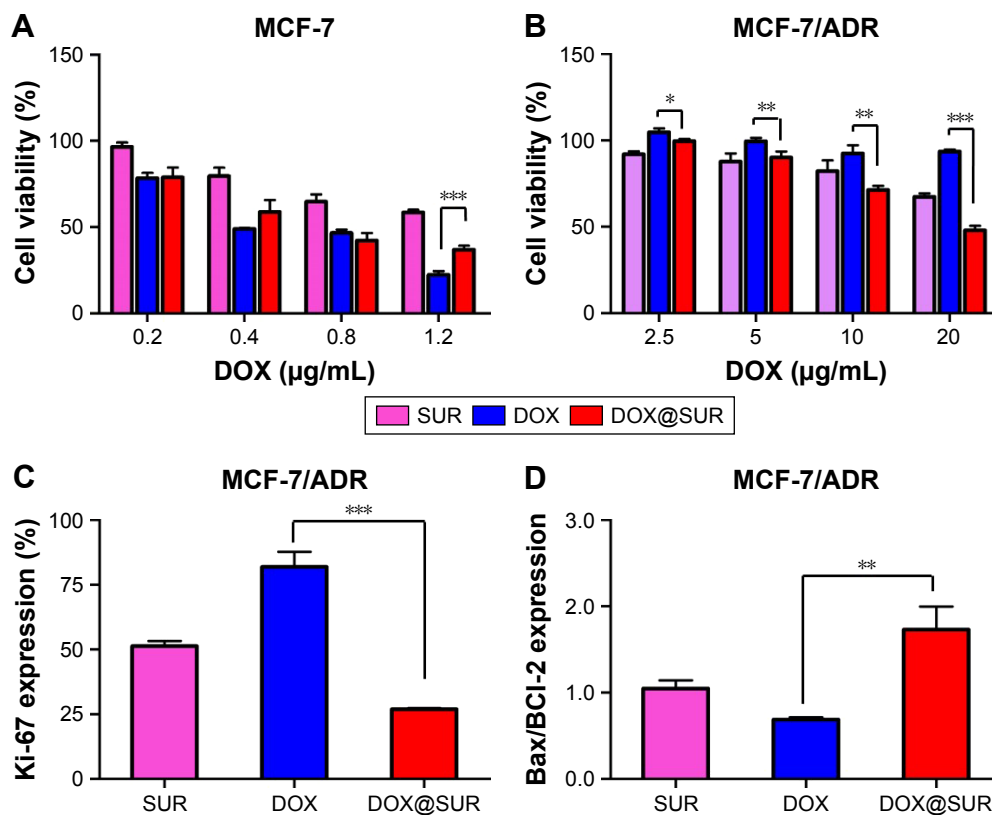 A
MCF-7
Cell viability (%)
150
100
50
0
***
0.2 0.4 0.8 1.2
DOX (µg/mL)
B
MCF-7/ADR
Cell viability (%)
150
100
50
0
* ** ** ***
2.5 5 10 20
DOX (µg/mL)
SUR DOX DOX@SUR
C
MCF-7/ADR
Ki-67 expression (%)
100
75
50
25
0
***
SUR DOX DOX@SUR
D
MCF-7/ADR
Bax/BCl-2 expression
3.0
2.0
1.0
0.0
**
SUR DOX DOX@SUR